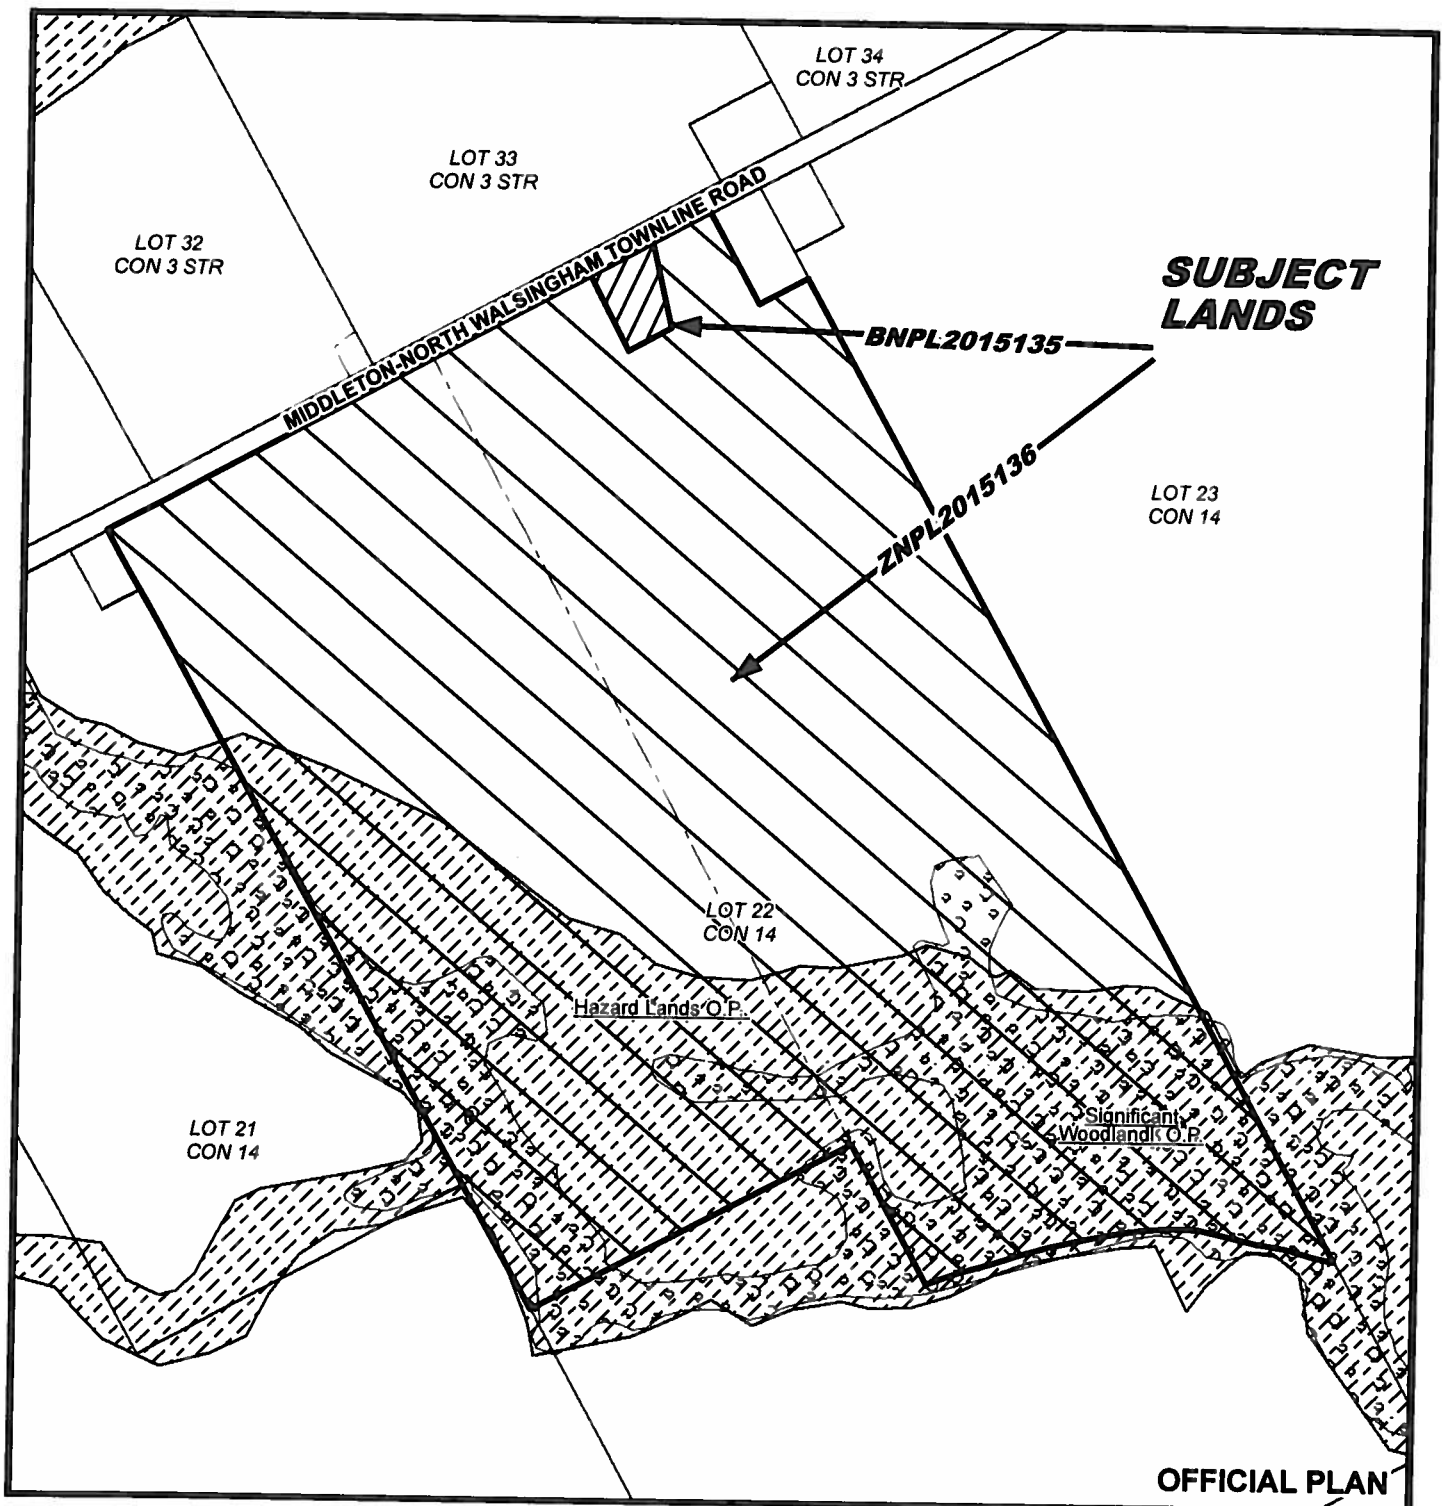 LOT 34
CON 3 STR
LOT 33
CON 3 STR
LOT 32
CON 3 STR
MIDDLETON-NORTH WALSINGHAM TOWNLINE ROAD
SUBJECT
LANDS
BNPL2015135
ZNPL2015136
LOT 23
CON 14
LOT 22
CON 14
Hazard Lands O.P.
Significant
Woodland O.P.
LOT 21
CON 14
OFFICIAL PLAN